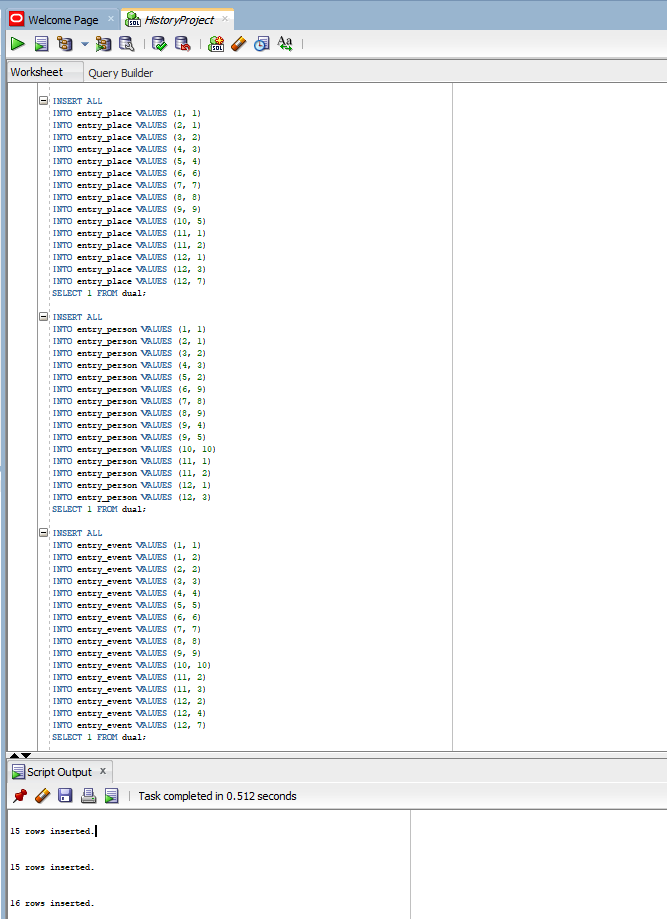 Welcome Page
HistoryProject
Worksheet
Query Builder
INSERT ALL
INTO entry_place VALUES (1, 1)
INTO entry_place VALUES (2, 1)
INTO entry_place VALUES (3, 2)
INTO entry_place VALUES (4, 3)
INTO entry_place VALUES (5, 4)
INTO entry_place VALUES (6, 6)
INTO entry_place VALUES (7, 7)
INTO entry_place VALUES (8, 8)
INTO entry_place VALUES (9, 9)
INTO entry_place VALUES (10, 5)
INTO entry_place VALUES (11, 1)
INTO entry_place VALUES (11, 2)
INTO entry_place VALUES (12, 1)
INTO entry_place VALUES (12, 3)
INTO entry_place VALUES (12, 7)
SELECT 1 FROM dual;
INSERT ALL
INTO entry_person VALUES (1, 1)
INTO entry_person VALUES (2, 1)
INTO entry_person VALUES (3, 2)
INTO entry_person VALUES (4, 3)
INTO entry_person VALUES (5, 2)
INTO entry_person VALUES (6, 9)
INTO entry_person VALUES (7, 8)
INTO entry_person VALUES (8, 9)
INTO entry_person VALUES (9, 4)
INTO entry_person VALUES (9, 5)
INTO entry_person VALUES (10, 10)
INTO entry_person VALUES (11, 1)
INTO entry_person VALUES (11, 2)
INTO entry_person VALUES (12, 1)
INTO entry_person VALUES (12, 3)
SELECT 1 FROM dual;
INSERT ALL
INTO entry_event VALUES (1, 1)
INTO entry_event VALUES (1, 2)
INTO entry_event VALUES (2, 2)
INTO entry_event VALUES (3, 3)
INTO entry_event VALUES (4, 4)
INTO entry_event VALUES (5, 5)
INTO entry_event VALUES (6, 6)
INTO entry_event VALUES (7, 7)
INTO entry_event VALUES (8, 8)
INTO entry_event VALUES (9, 9)
INTO entry_event VALUES (10, 10)
INTO entry_event VALUES (11, 2)
INTO entry_event VALUES (11, 3)
INTO entry_event VALUES (12, 2)
INTO entry_event VALUES (12, 4)
INTO entry_event VALUES (12, 7)
SELECT 1 FROM dual;
Script Output
Task completed in 0.512 seconds
15 rows inserted.
15 rows inserted.
16 rows inserted.